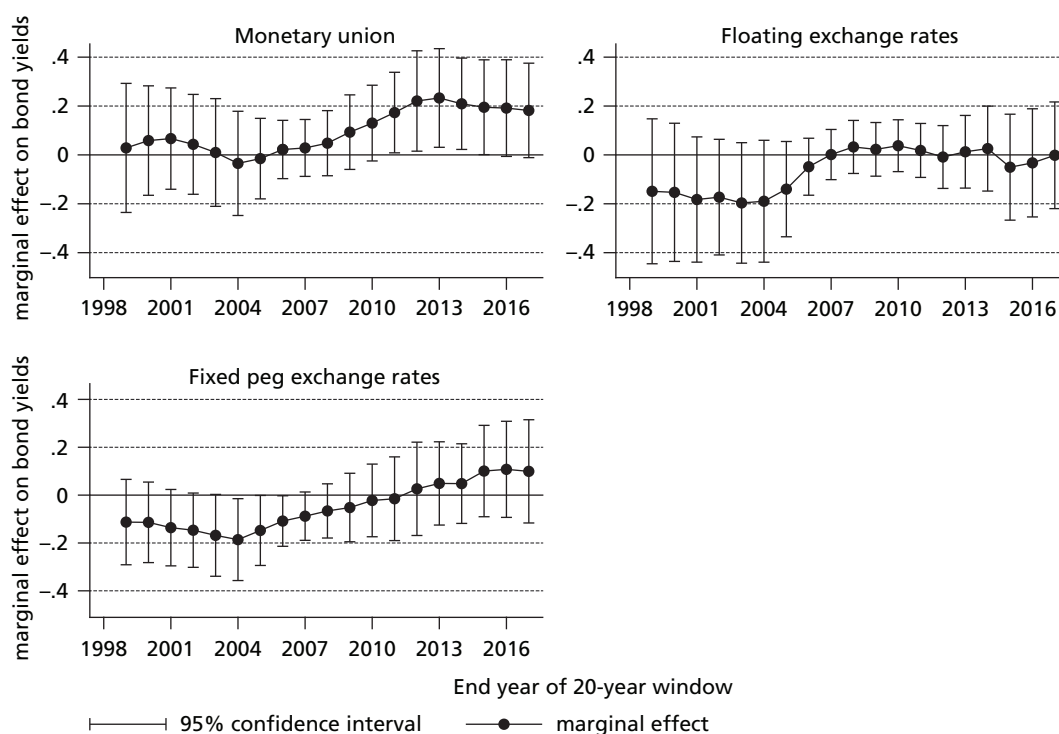 Monetary union
marginal effect on bond yields
.4
.2
0
–.2
–.4
1998 2001 2004 2007 2010 2013 2016
Floating exchange rates
.4
.2
0
–.2
–.4
1998 2001 2004 2007 2010 2013 2016
Fixed peg exchange rates
marginal effect on bond yields
.4
.2
0
–.2
–.4
1998 2001 2004 2007 2010 2013 2016
End year of 20-year window
95% confidence interval marginal effect